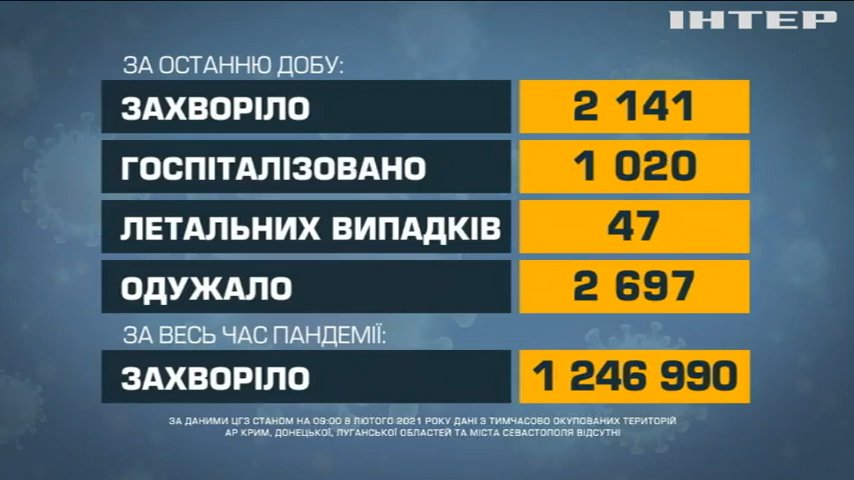 ІНТЕР
ЗА ОСТАННЮ ДОБУ:
ЗАХВОРІЛО 2 141
ГОСПІТАЛІЗОВАНО 1 020
ЛЕТАЛЬНИХ ВИПАДКІВ 47
ОДУЖАЛО 2 697
ЗА ВЕСЬ ЧАС ПАНДЕМІЇ:
ЗАХВОРІЛО 1 246 990
ЗА ДАНИМИ ЦГЗ СТАНОМ НА 09:00 8 ЛЮТОГО 2021 РОКУ ДАНІ З ТИМЧАСОВО ОКУПОВАНИХ ТЕРИТОРІЙ
АР КРИМ, ДОНЕЦЬКОЇ, ЛУГАНСЬКОЇ ОБЛАСТЕЙ ТА МІСТА СЕВАСТОПОЛЯ ВІДСУТНІ